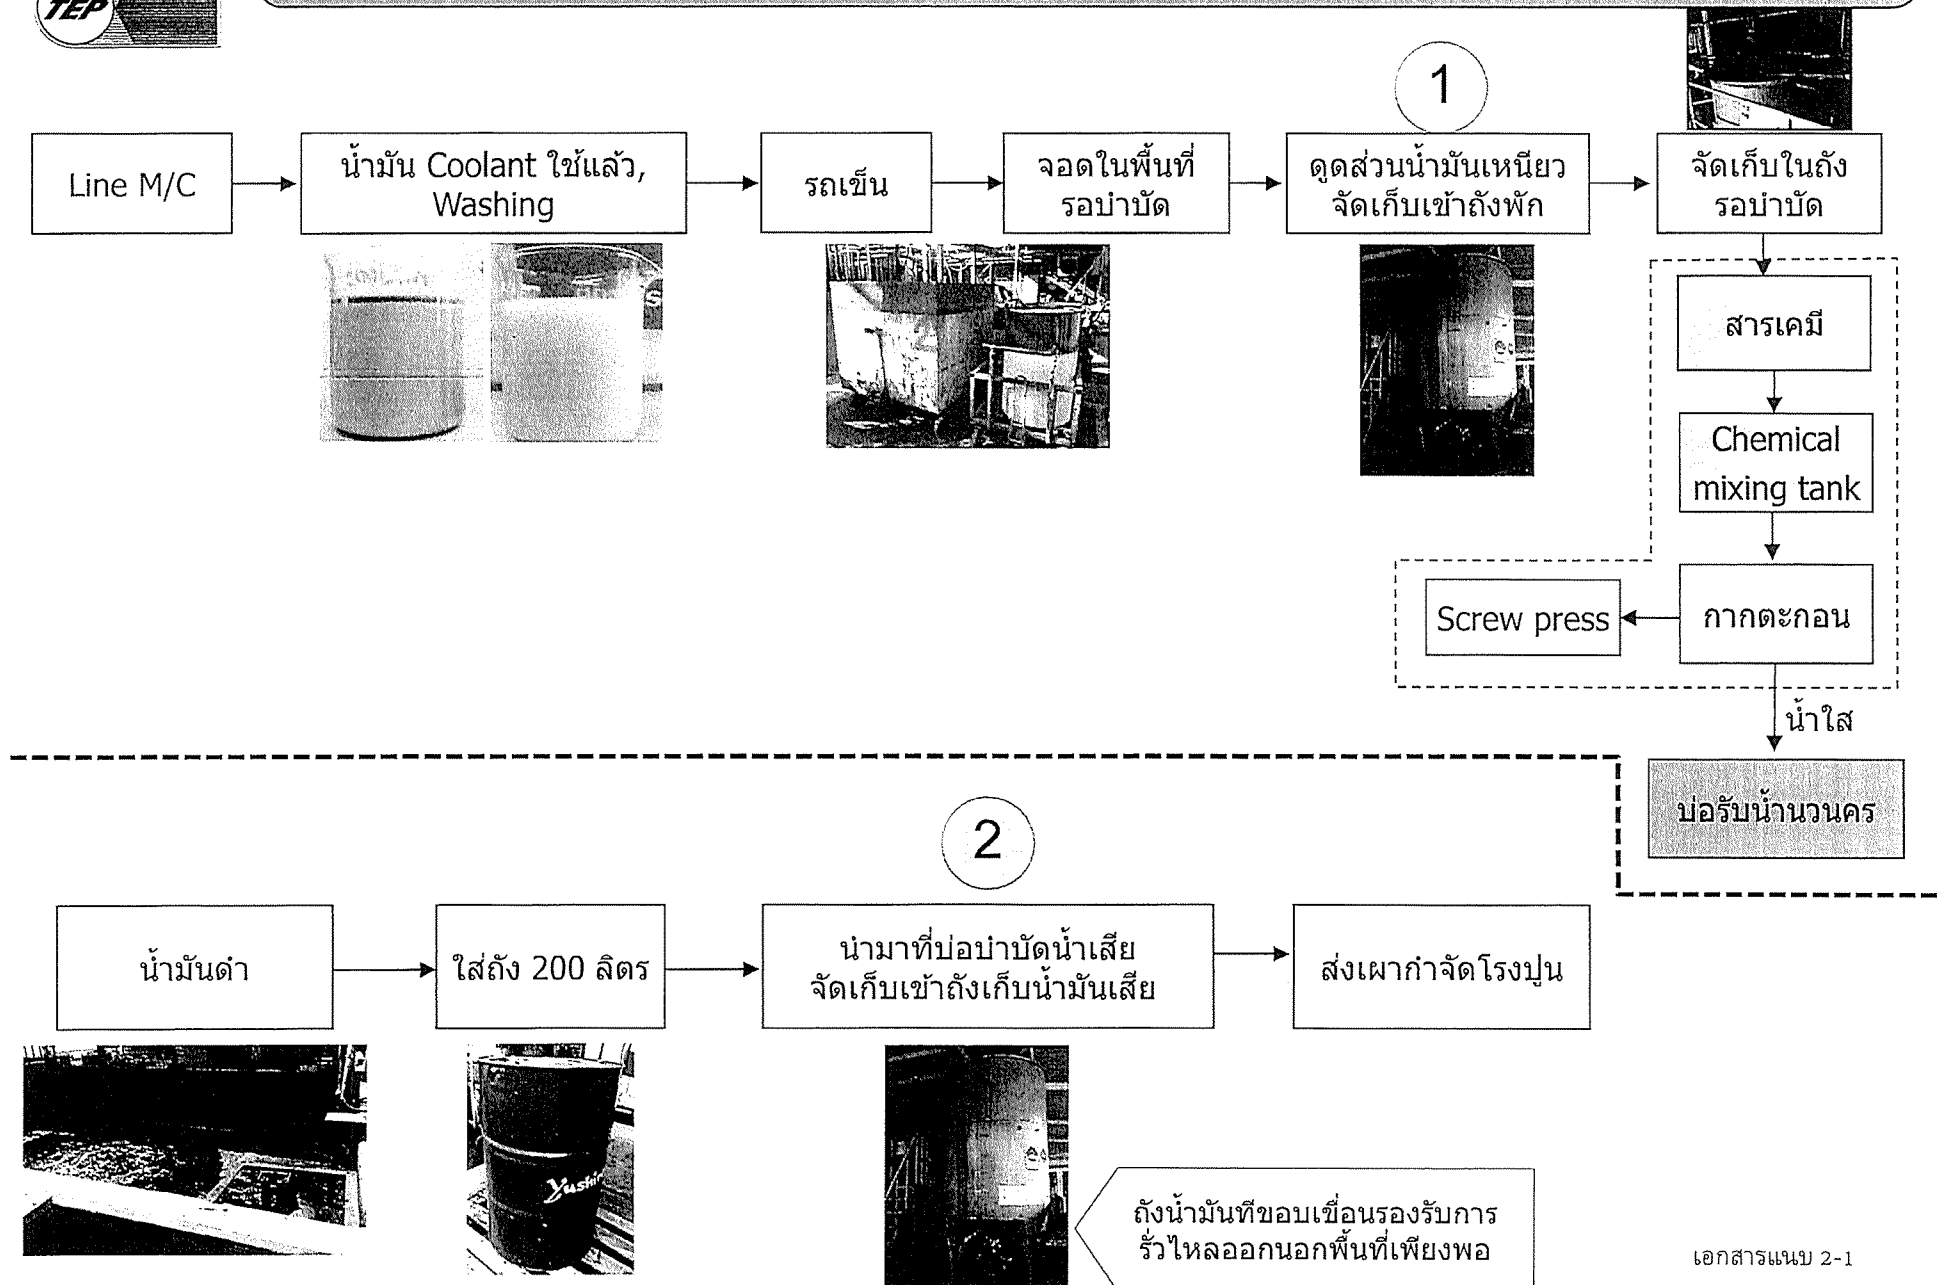 TEP
1
Line M/C
น้ำมัน Coolant ใช้แล้ว,
Washing
รถเข็น
จอดในพื้นที่
รอบำบัด
ดูดส่วนน้ำมันเหนียว
จัดเก็บเข้าถังพัก
จัดเก็บในถัง
รอบำบัด
สารเคมี
Chemical
mixing tank
กากตะกอน
Screw press
น้ำใส
บ่อรับน้ำนวนคร
2
น้ำมันดำ
ใส่ถัง 200 ลิตร
นำมาที่บ่อบำบัดน้ำเสีย
จัดเก็บเข้าถังเก็บน้ำมันเสีย
ส่งเผากำจัดโรงปูน
ถังน้ำมันทีขอบเขื่อนรองรับการ
รั่วไหลออกนอกพื้นที่เพียงพอ
เอกสารแนบ 2-1